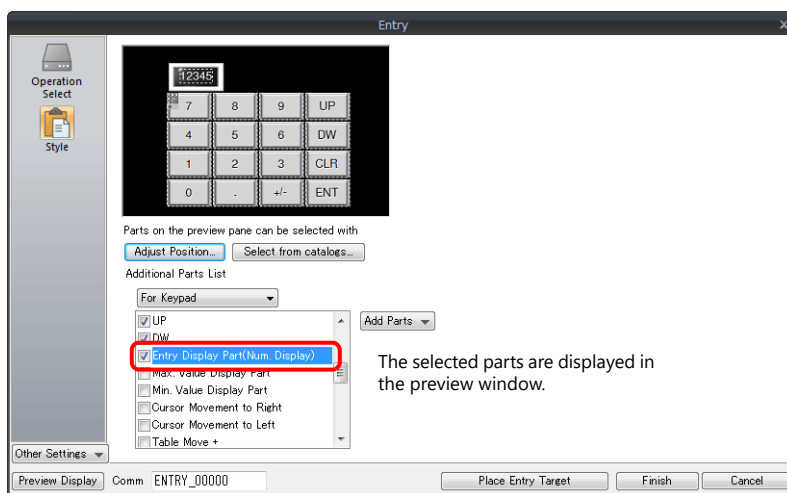 Entry
x
Operation
Select
Style
12345
7 8 9 UP
4 5 6 DW
1 2 3 CLR
0 . +/- ENT
Parts on the preview pane can be selected with
Adjust Position... Select from catalogs...
Additional Parts List
For Keypad
UP
Add Parts
DW
Entry Display Part(Num. Display)
Max. Value Display Part
Min. Value Display Part
Cursor Movement to Right
Cursor Movement to Left
Table Move +
The selected parts are displayed in
the preview window.
Other Settings
Preview Display Comm ENTRY_00000 Place Entry Target Finish Cancel